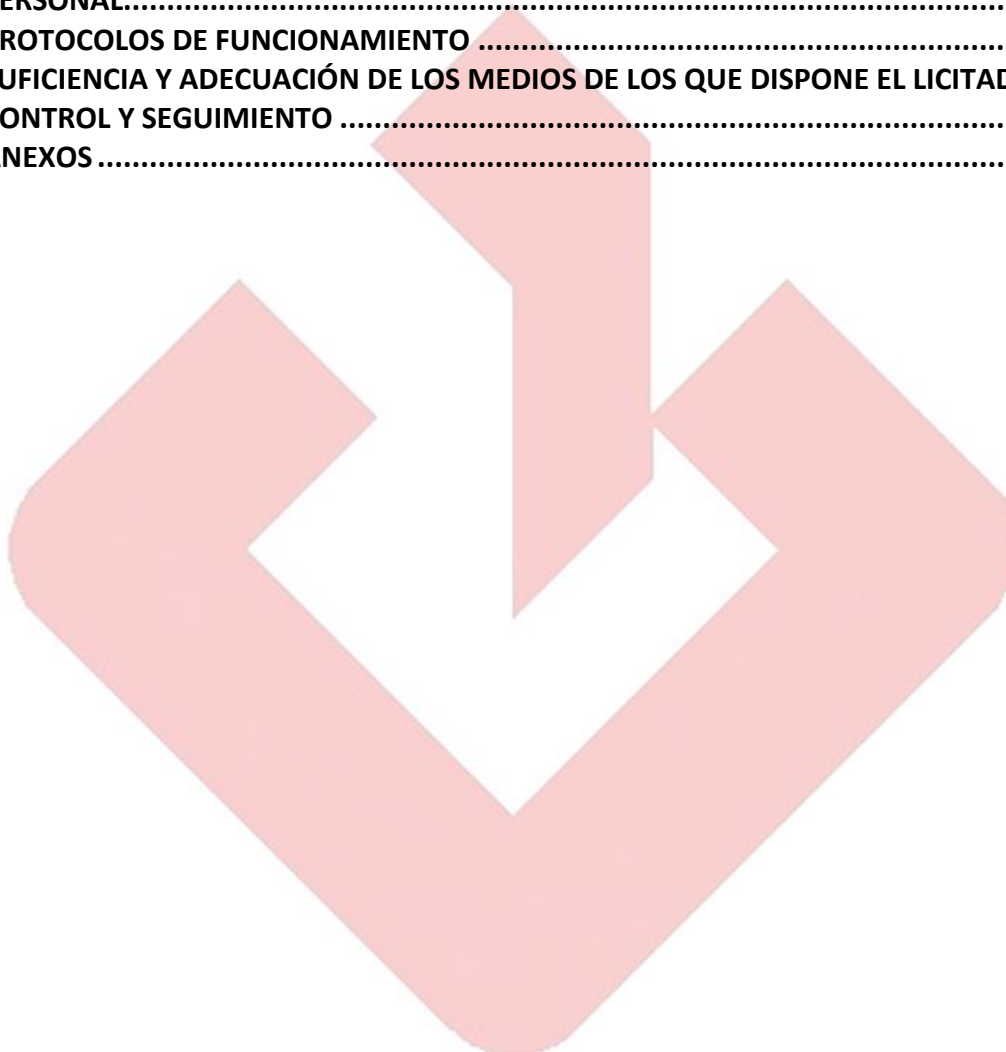 ERSONAL................................................................................................................
ROTOCOLOS DE FUNCIONAMIENTO ..............................................................
UFICIENCIA Y ADECUACIÓN DE LOS MEDIOS DE LOS QUE DISPONE EL LICITAD
ONTROL Y SEGUIMIENTO ..............................................................................
NEXOS ..........................................................................................................